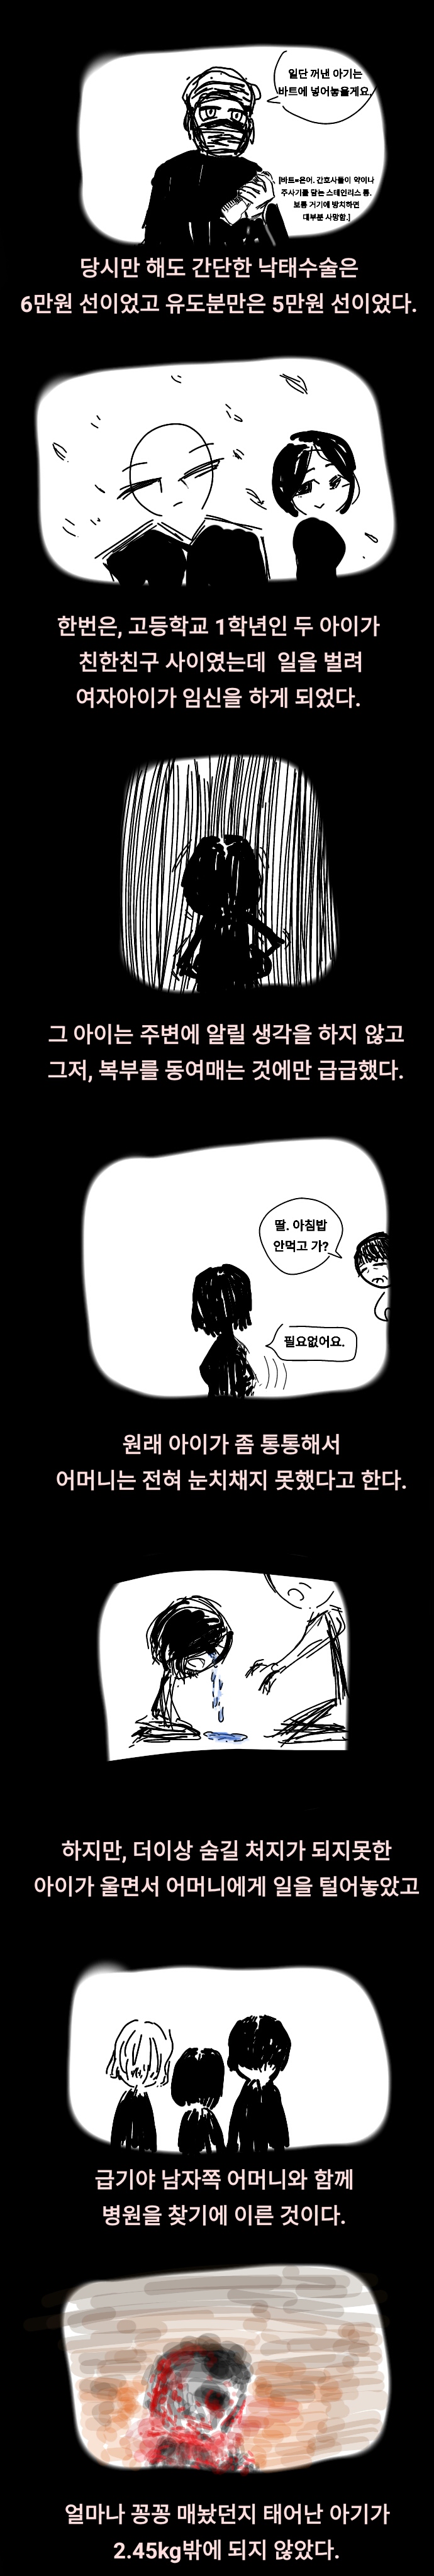 일단 꺼낸 아기는
바트에 넣어놓을게요.
[바트=은어. 간호사들이 약이나
주사기를 담는 스테인리스 통.
보통 거기에 방치하면
대부분 사망함.]
당시만 해도 간단한 낙태수술은
6만원 선이었고 유도분만은 5만원 선이었다.
한번은, 고등학교 1학년인 두 아이가
친한친구 사이였는데 일을 벌려
여자아이가 임신을 하게 되었다.
그 아이는 주변에 알릴 생각을 하지 않고
그저, 복부를 동여매는 것에만 급급했다.
딸. 아침밥
안먹고 가?
필요없어요.
원래 아이가 좀 통통해서
어머니는 전혀 눈치채지 못했다고 한다.
하지만, 더이상 숨길 처지가 되지못한
아이가 울면서 어머니에게 일을 털어놓았고
급기야 남자쪽 어머니와 함께
병원을 찾기에 이른 것이다.
얼마나 꽁꽁 매놨던지 태어난 아기가
2.45kg밖에 되지 않았다.